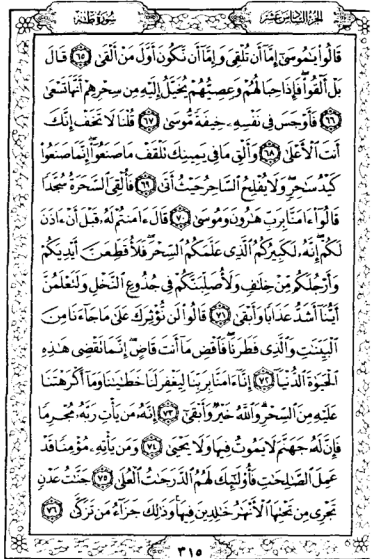 الجزء السادس عشر
سورة طه
قَالُوا۟ يَٰمُوسَىٰٓ إِمَّآ أَن تُلْقِىَ وَإِمَّآ أَن نَّكُونَ أَوَّلَ مَنْ أَلْقَىٰ ٦٥ قَالَ
بَلْ أَلْقُوا۟ فَإِذَا حِبَالُهُمْ وَعِصِيُّهُمْ يُخَيَّلُ إِلَيْهِ مِن سِحْرِهِمْ أَنَّهَا تَسْعَىٰ
٦٦ فَأَوْجَسَ فِى نَفْسِهِۦ خِيفَةً مُّوسَىٰ ٦٧ قُلْنَا لَا تَخَفْ إِنَّكَ
أَنتَ ٱلْأَعْلَىٰ ٦٨ وَأَلْقِ مَا فِى يَمِينِكَ تَلْقَفْ مَا صَنَعُوٓا۟ إِنَّمَا صَنَعُوا۟
كَيْدُ سَٰحِرٍ وَلَا يُفْلِحُ ٱلسَّاحِرُ حَيْثُ أَتَىٰ ٦٩ فَأُلْقِىَ ٱلسَّحَرَةُ سُجَّدًا
قَالُوٓا۟ ءَامَنَّا بِرَبِّ هَٰرُونَ وَمُوسَىٰ ٧٠ قَالَ ءَامَنتُمْ لَهُۥ قَبْلَ أَنْ ءَاذَنَ
لَكُمْ إِنَّهُۥ لَكَبِيرُكُمُ ٱلَّذِى عَلَّمَكُمُ ٱلسِّحْرَ فَلَأُقَطِّعَنَّ أَيْدِيَكُمْ
وَأَرْجُلَكُم مِّنْ خِلَٰفٍ وَلَأُصَلِّبَنَّكُمْ فِى جُذُوعِ ٱلنَّخْلِ وَلَتَعْلَمُنَّ
أَيُّنَآ أَشَدُّ عَذَابًا وَأَبْقَىٰ ٧١ قَالُوا۟ لَن نُّؤْثِرَكَ عَلَىٰ مَا جَآءَنَا مِنَ
ٱلْبَيِّنَٰتِ وَٱلَّذِى فَطَرَنَا فَٱقْضِ مَآ أَنتَ قَاضٍ إِنَّمَا تَقْضِى هَٰذِهِ
ٱلْحَيَوٰةَ ٱلدُّنْيَآ ٧٢ إِنَّآ ءَامَنَّا بِرَبِّنَا لِيَغْفِرَ لَنَا خَطَٰيَٰنَا وَمَآ أَكْرَهْتَنَا
عَلَيْهِ مِنَ ٱلسِّحْرِ وَٱللَّهُ خَيْرٌ وَأَبْقَىٰٓ ٧٣ إِنَّهُۥ مَن يَأْتِ رَبَّهُۥ مُجْرِمًا
فَإِنَّ لَهُۥ جَهَنَّمَ لَا يَمُوتُ فِيهَا وَلَا يَحْيَىٰ ٧٤ وَمَن يَأْتِهِۦ مُؤْمِنًا قَدْ
عَمِلَ ٱلصَّٰلِحَٰتِ فَأُو۟لَٰٓئِكَ لَهُمُ ٱلدَّرَجَٰتُ ٱلْعُلَىٰ ٧٥ جَنَّٰتُ عَدْنٍ
تَجْرِى مِن تَحْتِهَا ٱلْأَنْهَٰرُ خَٰلِدِينَ فِيهَا وَذَٰلِكَ جَزَآءُ مَن تَزَكَّىٰ ٧٦
٣١٥